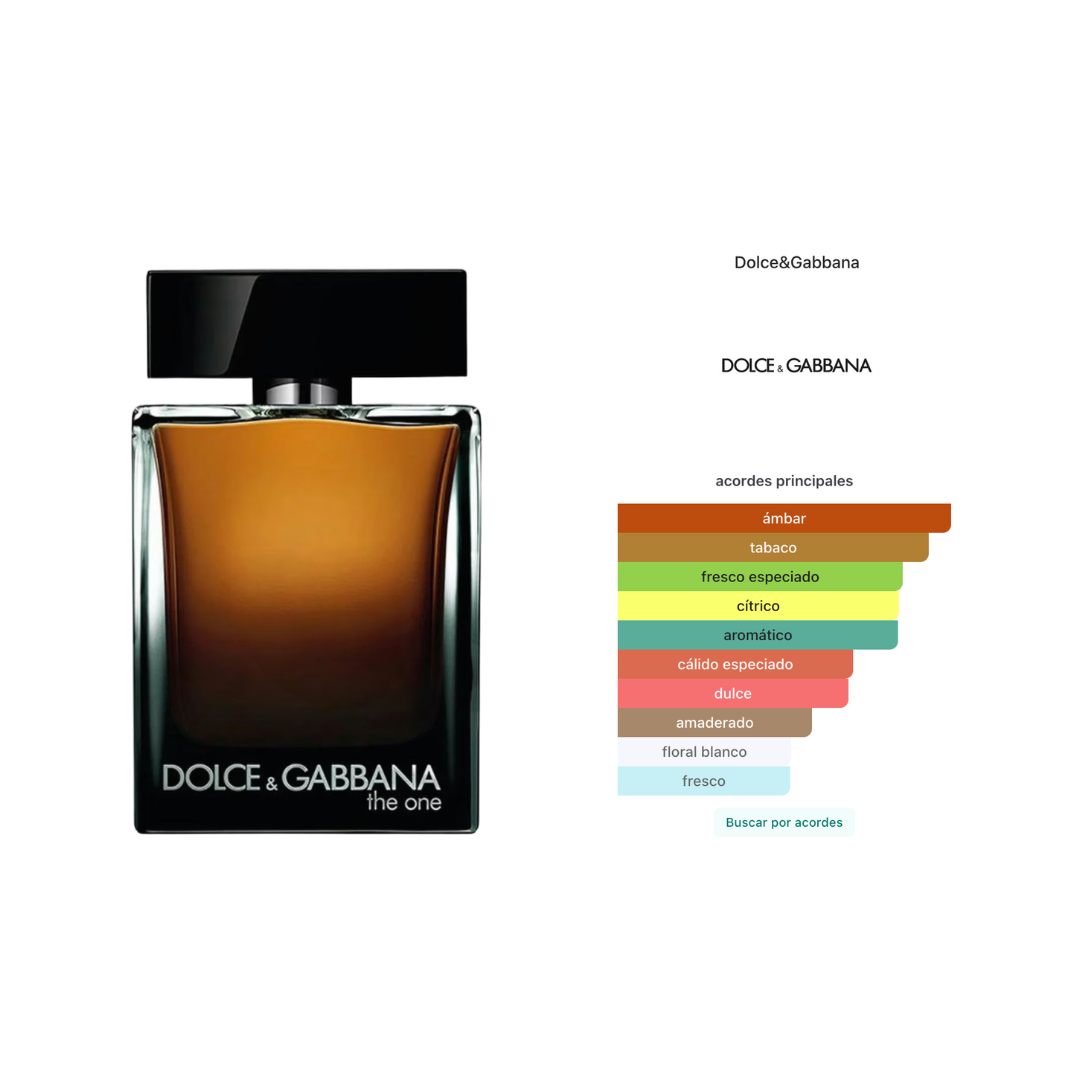 DOLCE & GABBANA
the one
Dolce&Gabbana
DOLCE & GABBANA
acordes principales
ámbar
tabaco
fresco especiado
cítrico
aromático
cálido especiado
dulce
amaderado
floral blanco
fresco
Buscar por acordes